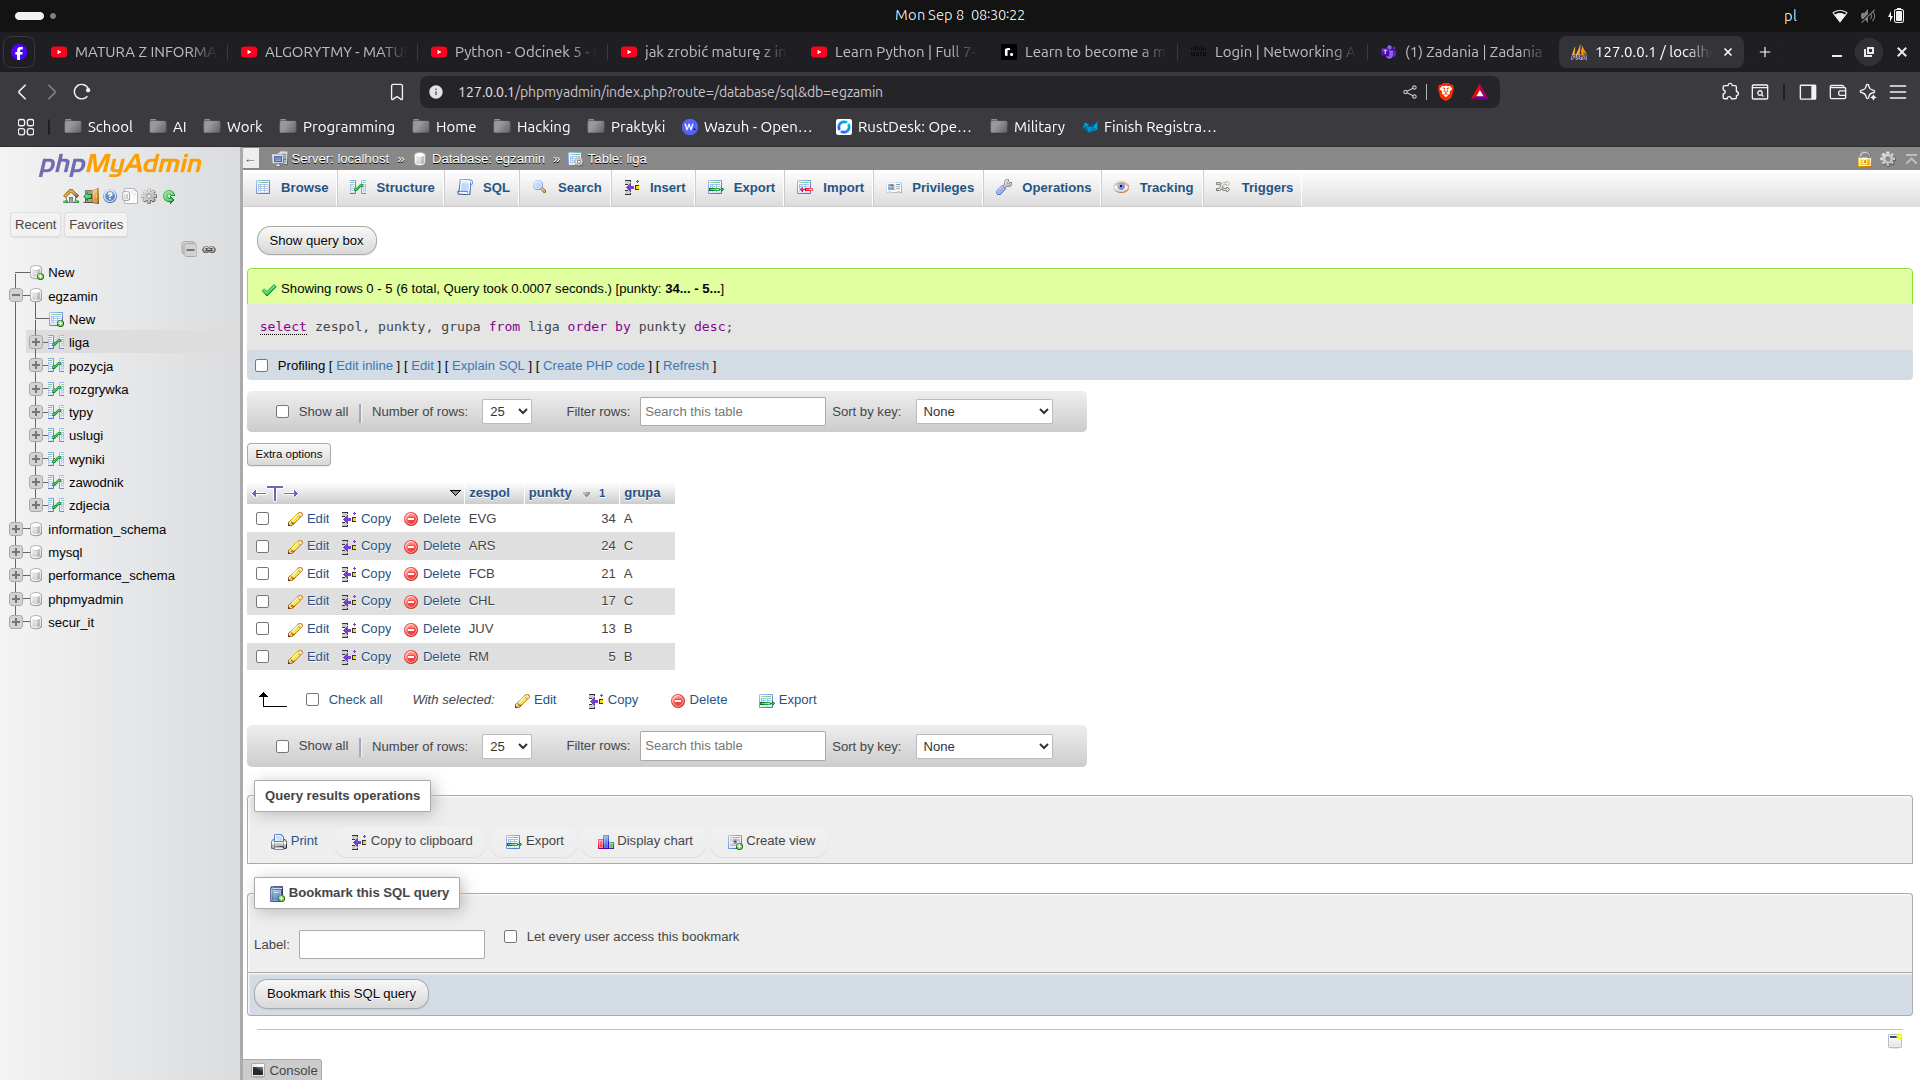 Mon Sep 8 08:30:22
pl
MATURA Z INFORMA
ALGORYTMY - MATU
Python - Odcinek 5 -
jak zrobić maturę z in
Learn Python | Full 7-
Learn to become a m
Login | Networking A
(1) Zadania | Zadania
127.0.0.1 / localh
127.0.0.1/phpmyadmin/index.php?route=/database/sql&db=egzamin
School AI Work Programming Home Hacking Praktyki Wazuh - Open… RustDesk: Ope… Military Finish Registra…
phpMyAdmin
Recent Favorites
New
egzamin
New
liga
pozycja
rozgrywka
typy
uslugi
wyniki
zawodnik
zdjecia
information_schema
mysql
performance_schema
phpmyadmin
secur_it
Server: localhost » Database: egzamin » Table: liga
Browse Structure SQL Search Insert Export Import Privileges Operations Tracking Triggers
Show query box
Showing rows 0 - 5 (6 total, Query took 0.0007 seconds.) [punkty: 34... - 5...]
select zespol, punkty, grupa from liga order by punkty desc;
Profiling [ Edit inline ] [ Edit ] [ Explain SQL ] [ Create PHP code ] [ Refresh ]
Show all Number of rows: 25 Filter rows: Search this table Sort by key: None
Extra options
zespol punkty 1 grupa
Edit Copy Delete EVG 34 A
Edit Copy Delete ARS 24 C
Edit Copy Delete FCB 21 A
Edit Copy Delete CHL 17 C
Edit Copy Delete JUV 13 B
Edit Copy Delete RM 5 B
Check all With selected: Edit Copy Delete Export
Show all Number of rows: 25 Filter rows: Search this table Sort by key: None
Query results operations
Print Copy to clipboard Export Display chart Create view
Bookmark this SQL query
Label: Let every user access this bookmark
Bookmark this SQL query
Console